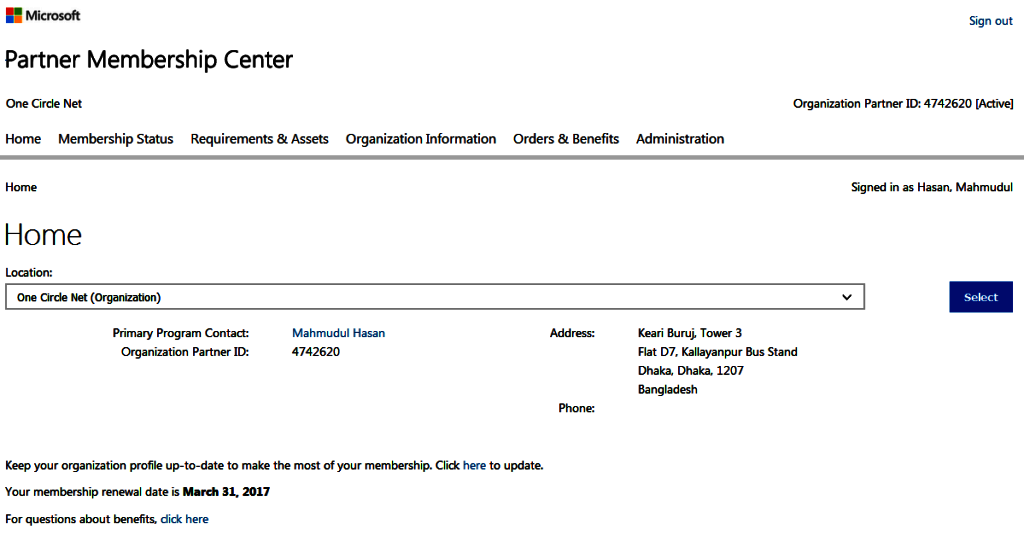 Microsoft
Sign out
Partner Membership Center
One Circle Net
Organization Partner ID: 4742620 [Active]
Home Membership Status Requirements & Assets Organization Information Orders & Benefits Administration
Home
Signed in as Hasan, Mahmudul
Home
Location:
One Circle Net (Organization)
Select
Primary Program Contact: Mahmudul Hasan
Organization Partner ID: 4742620
Address: Keari Buruj, Tower 3
Flat D7, Kallayanpur Bus Stand
Dhaka, Dhaka, 1207
Bangladesh
Phone:
Keep your organization profile up-to-date to make the most of your membership. Click here to update.
Your membership renewal date is March 31, 2017
For questions about benefits, click here